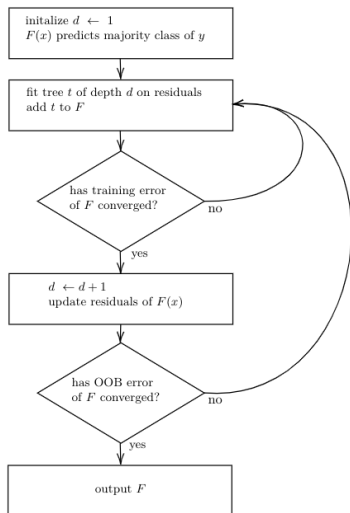 initalize d ← 1
F(x) predicts majority class of y
fit tree t of depth d on residuals
add t to F
has training error
of F converged?
no
yes
d ← d + 1
update residuals of F(x)
has OOB error
of F converged?
no
yes
output F